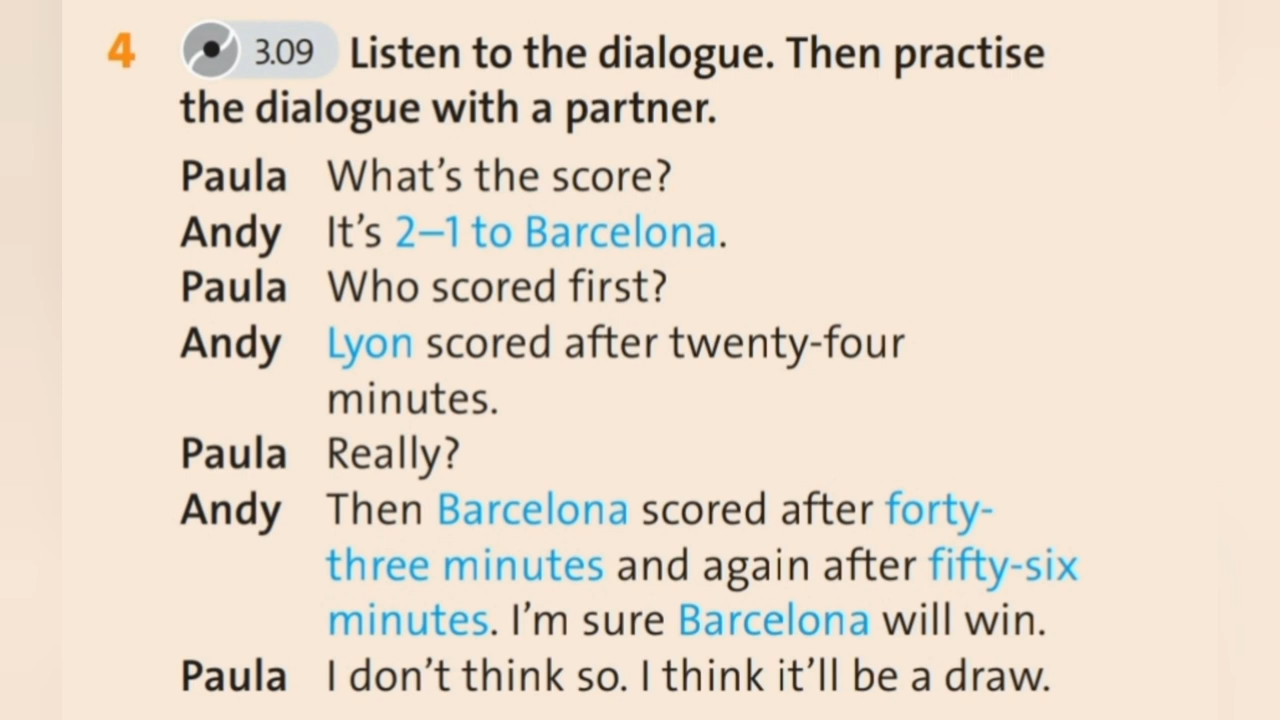 4 3.09 Listen to the dialogue. Then practise
the dialogue with a partner.
Paula What's the score?
Andy It's 2–1 to Barcelona.
Paula Who scored first?
Andy Lyon scored after twenty-four
minutes.
Paula Really?
Andy Then Barcelona scored after forty-
three minutes and again after fifty-six
minutes. I'm sure Barcelona will win.
Paula I don't think so. I think it'll be a draw.